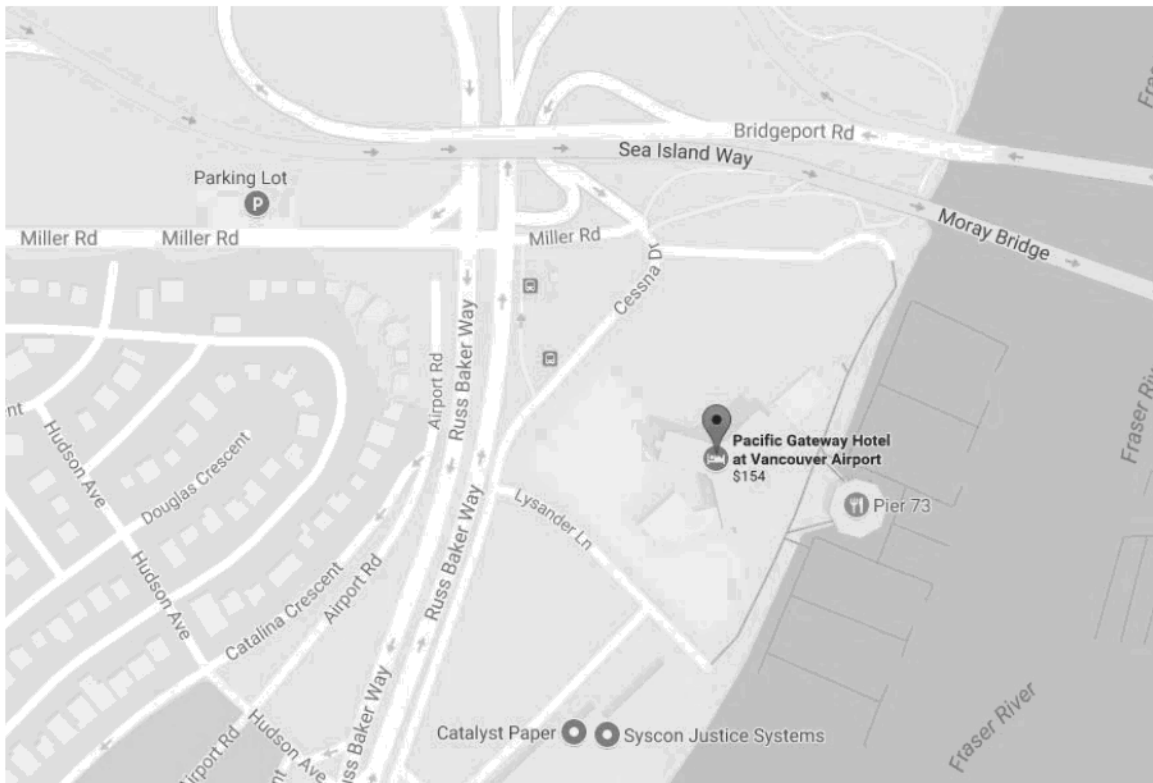 Bridgeport Rd
Sea Island Way
Parking Lot
P
Miller Rd
Miller Rd
Miller Rd
Moray Bridge
Cessna Dr
Airport Rd
Russ Baker Way
Hudson Ave
Douglas Crescent
Pacific Gateway Hotel
at Vancouver Airport
$154
Pier 73
Fraser River
Lysander Ln
Russ Baker Way
Hudson Ave
Catalina Crescent
Airport Rd
Fraser River
Catalyst Paper
Syscon Justice Systems
Hudson Ave
Airport Rd
uss Baker Way